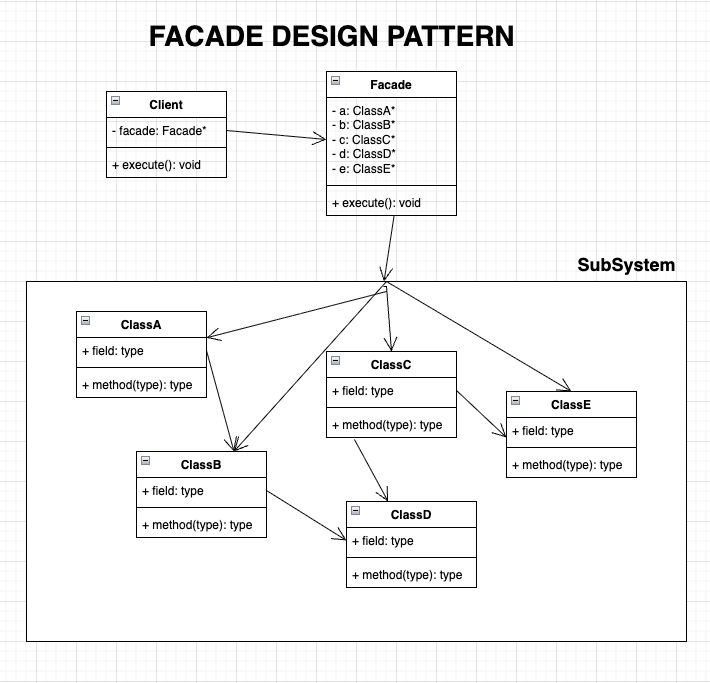 FACADE DESIGN PATTERN
Client
- facade: Facade*
+ execute(): void
Facade
- a: ClassA*
- b: ClassB*
- c: ClassC*
- d: ClassD*
- e: ClassE*
+ execute(): void
SubSystem
ClassA
+ field: type
+ method(type): type
ClassC
+ field: type
+ method(type): type
ClassE
+ field: type
+ method(type): type
ClassB
+ field: type
+ method(type): type
ClassD
+ field: type
+ method(type): type